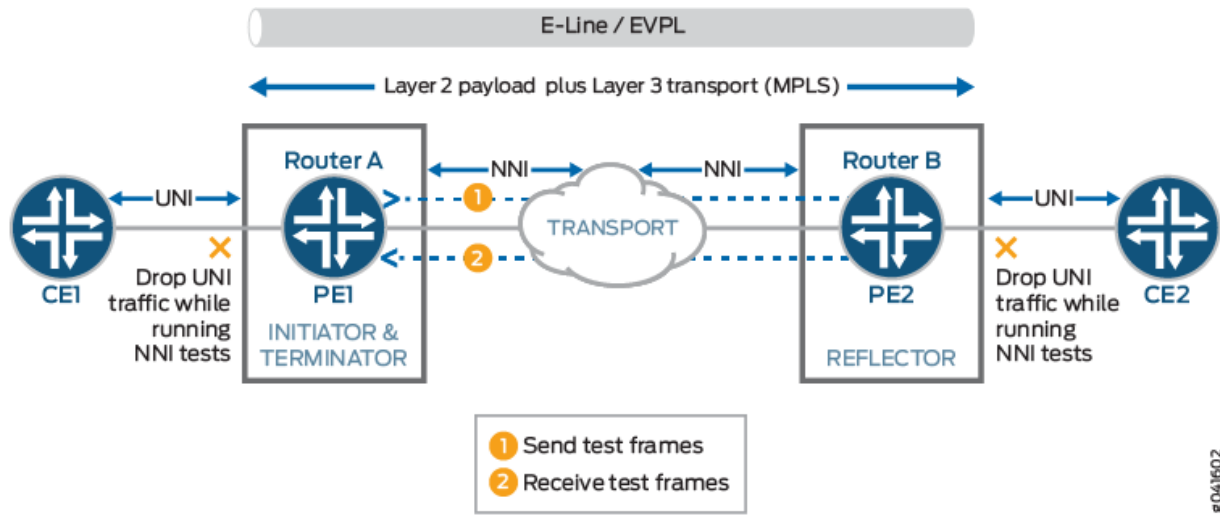 E-Line / EVPL
Layer 2 payload plus Layer 3 transport (MPLS)
Router A
NNI
NNI
Router B
UNI
UNI
1
TRANSPORT
2
CE1
Drop UNI
traffic while
running
NNI tests
PE1
INITIATOR &
TERMINATOR
PE2
REFLECTOR
Drop UNI
traffic while
running
NNI tests
CE2
1 Send test frames
2 Receive test frames
g041602